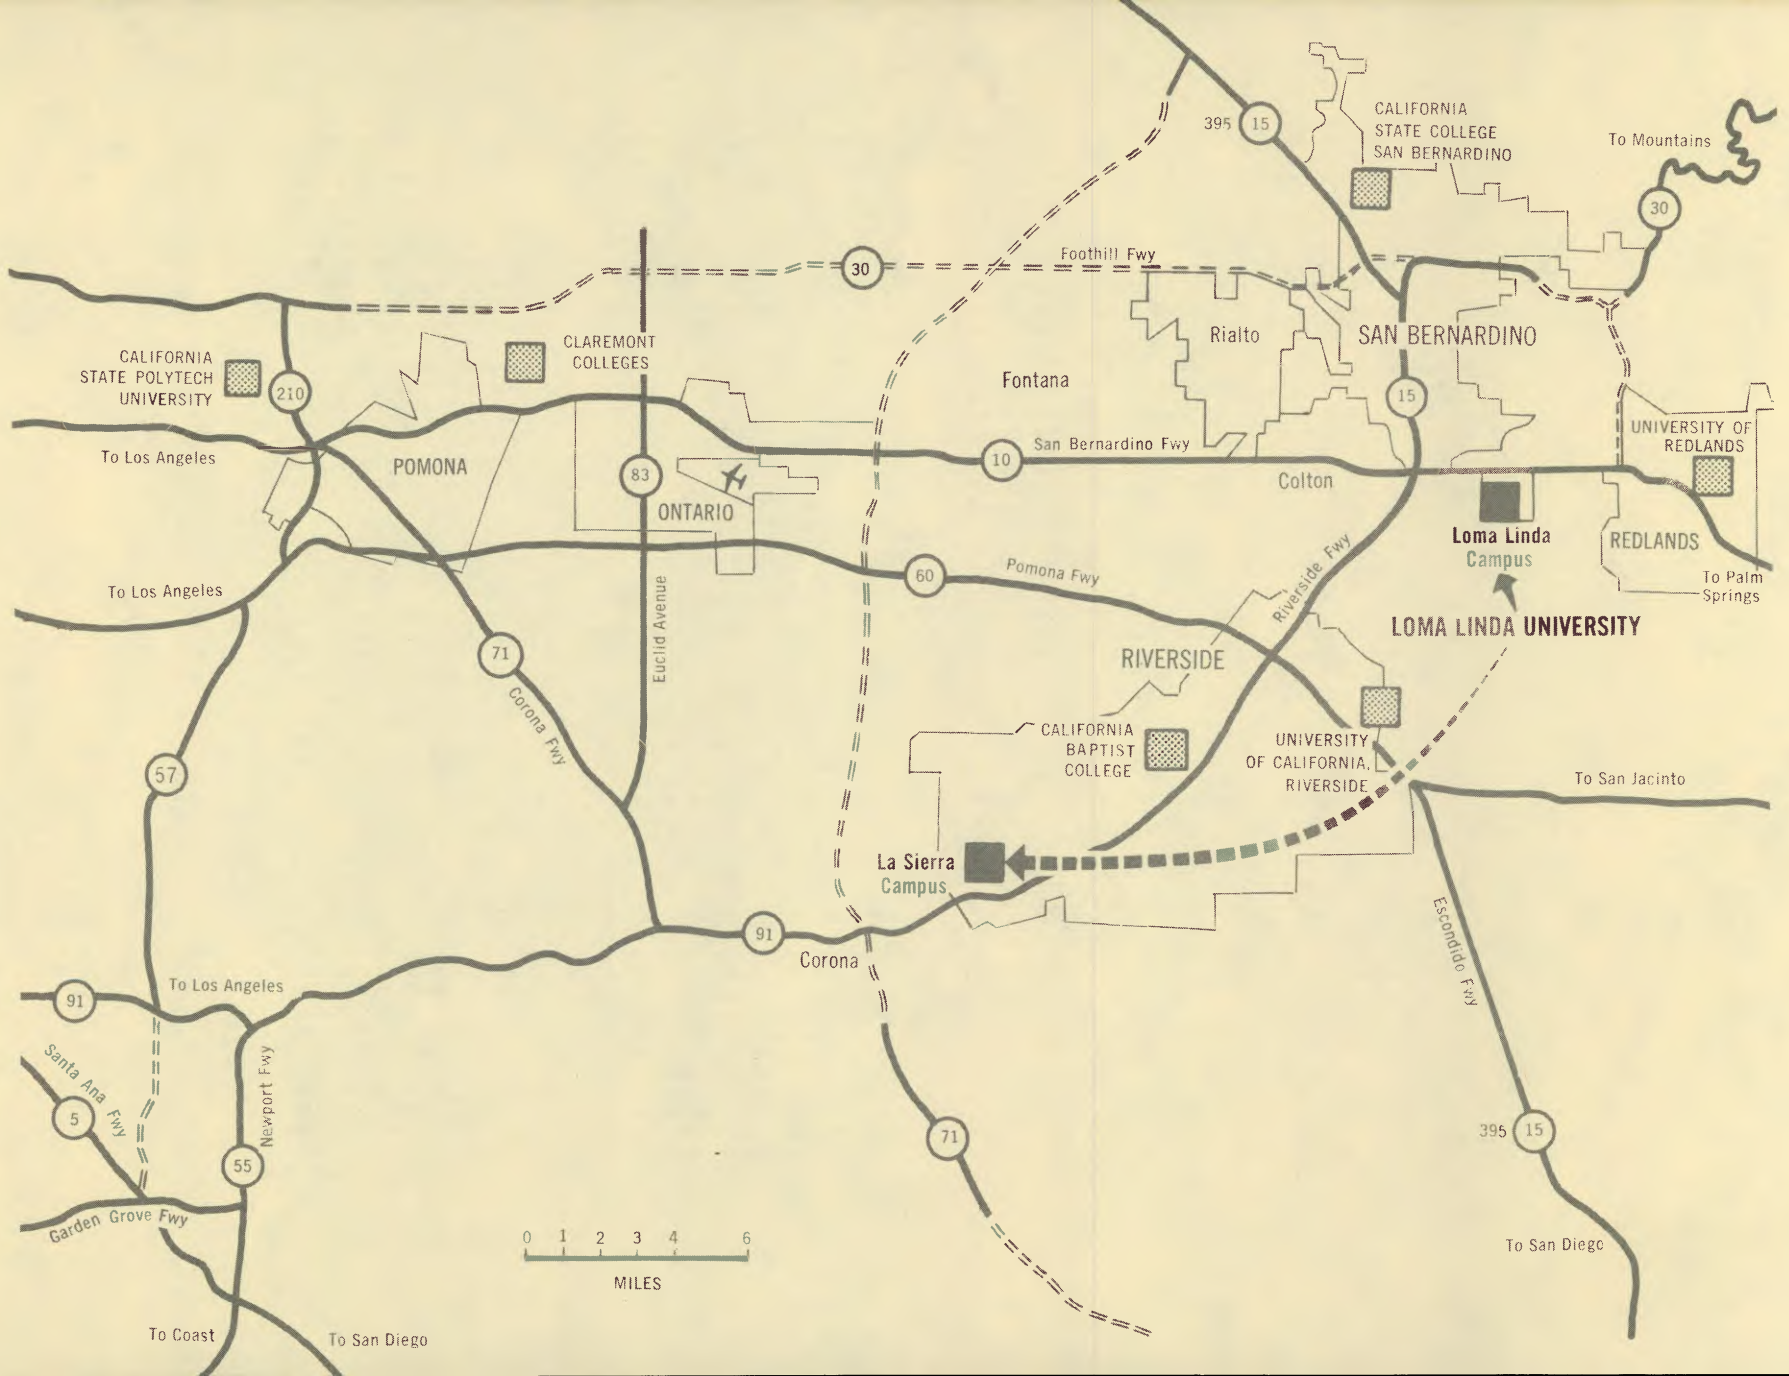 395
15
CALIFORNIA
STATE COLLEGE
SAN BERNARDINO
To Mountains
30
30
Foothill Fwy
CALIFORNIA
STATE POLYTECH
UNIVERSITY
210
CLAREMONT
COLLEGES
Rialto
SAN BERNARDINO
Fontana
15
To Los Angeles
POMONA
83
ONTARIO
10
San Bernardino Fwy
Colton
UNIVERSITY OF
REDLANDS
Loma Linda
Campus
REDLANDS
To Palm
Springs
To Los Angeles
60
Pomona Fwy
Riverside Fwy
LOMA LINDA UNIVERSITY
71
Corona Fwy
Euclid Avenue
RIVERSIDE
57
CALIFORNIA
BAPTIST
COLLEGE
UNIVERSITY
OF CALIFORNIA,
RIVERSIDE
To San Jacinto
La Sierra
Campus
91
Corona
Escondido Fwy
91
To Los Angeles
Santa Ana Fwy
5
Newport Fwy
55
Garden Grove Fwy
71
395
15
0 1 2 3 4 6
MILES
To San Diego
To Coast
To San Diego